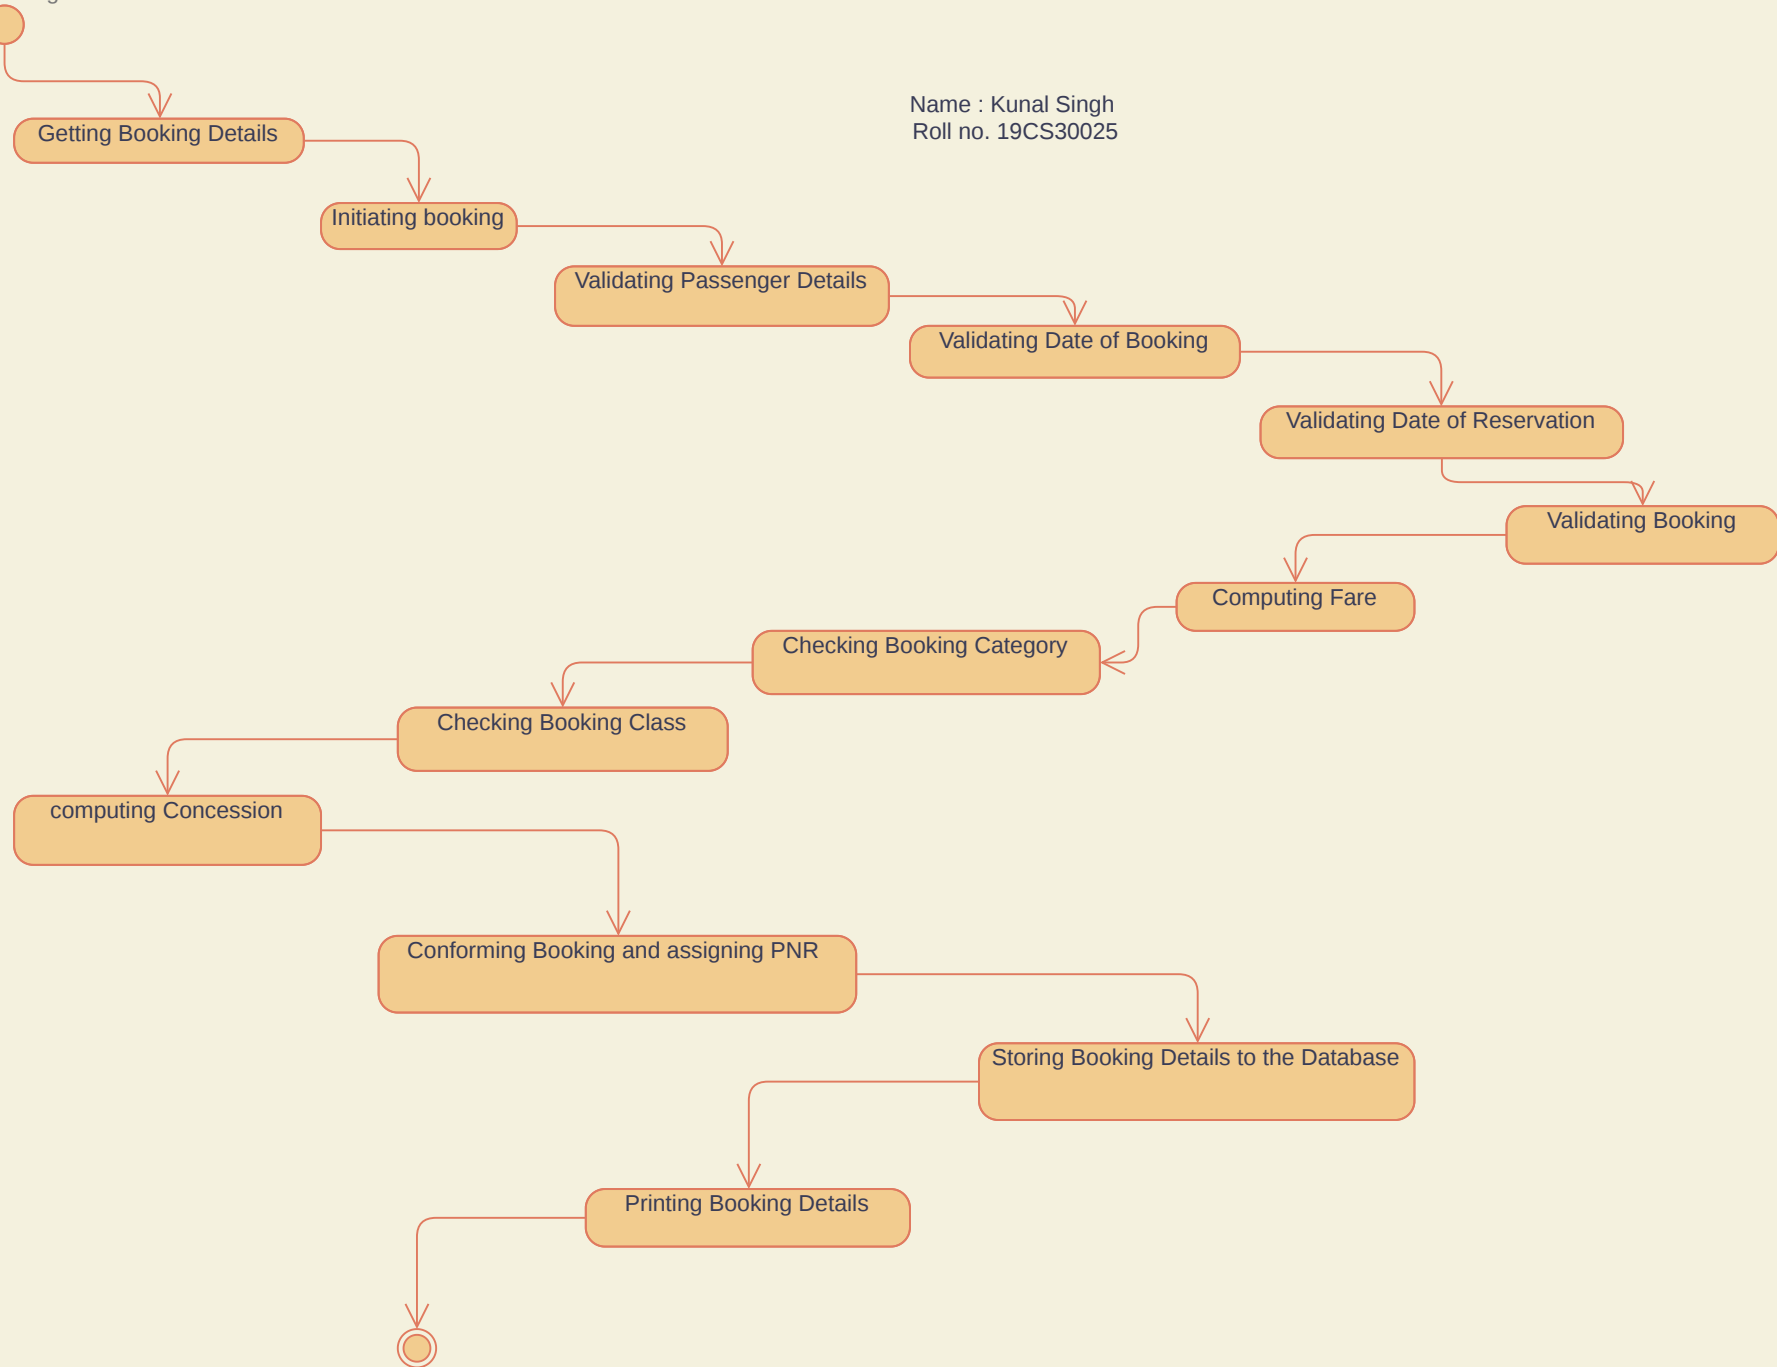 Name : Kunal Singh
Roll no. 19CS30025
Getting Booking Details
Initiating booking
Validating Passenger Details
Validating Date of Booking
Validating Date of Reservation
Validating Booking
Computing Fare
Checking Booking Category
Checking Booking Class
computing Concession
Conforming Booking and assigning PNR
Storing Booking Details to the Database
Printing Booking Details